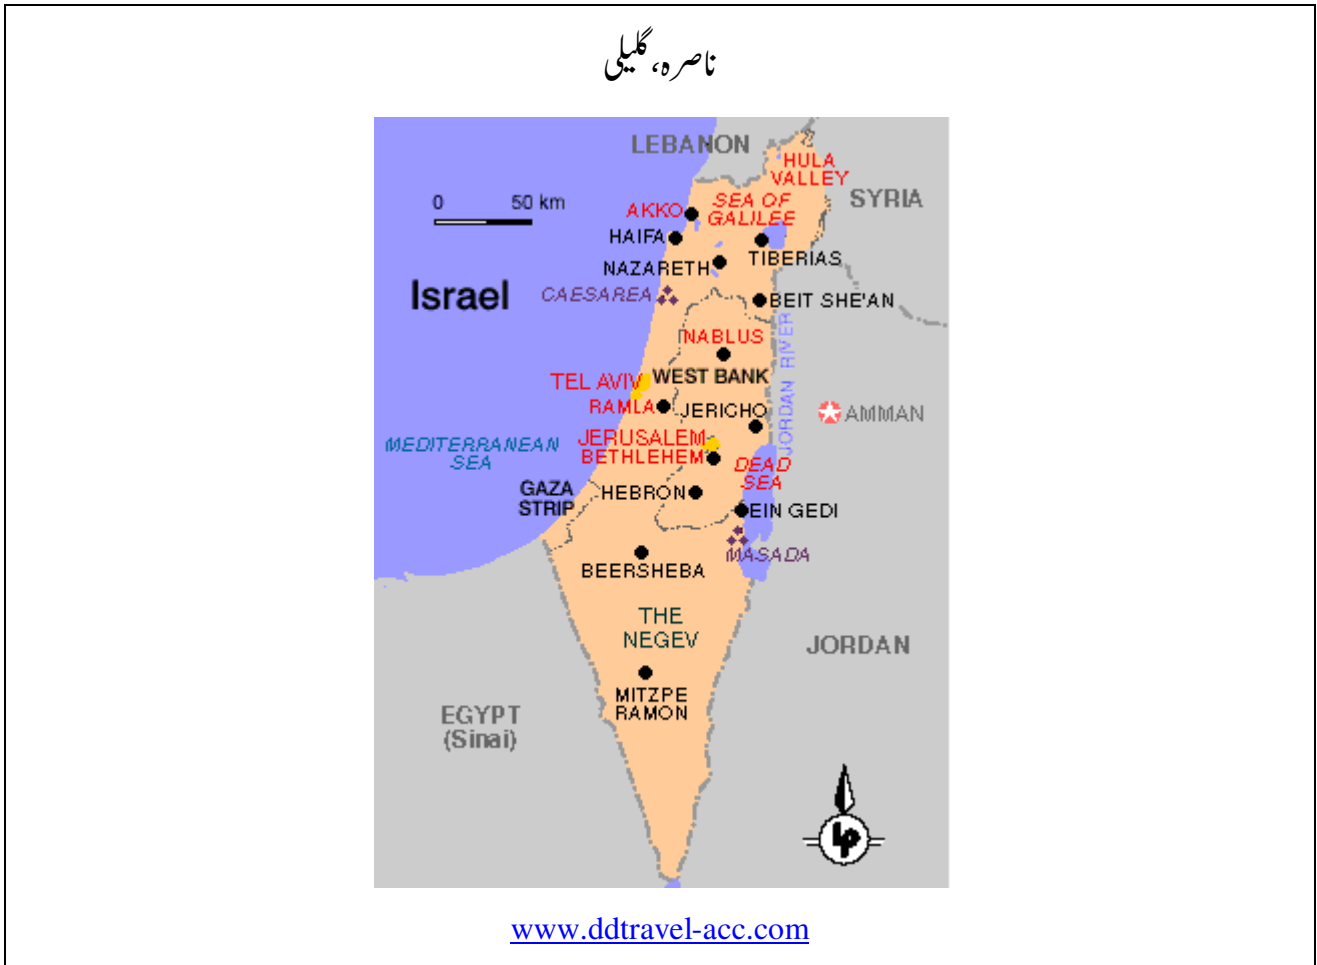 ناصرہ، گلیلی
LEBANON
HULA
VALLEY
SYRIA
0 50 km
SEA OF
GALILEE
AKKO
HAIFA
TIBERIAS
NAZARETH
Israel
CAESAREA
BEIT SHE'AN
JORDAN RIVER
NABLUS
TEL AVIV
WEST BANK
RAMLA
JERICHO
AMMAN
MEDITERRANEAN
SEA
JERUSALEM
BETHLEHEM
DEAD
SEA
GAZA
STRIP
HEBRON
EIN GEDI
MASADA
BEERSHEBA
THE
NEGEV
JORDAN
MITZPE
RAMON
EGYPT
(Sinai)
lp
www.ddtravel-acc.com